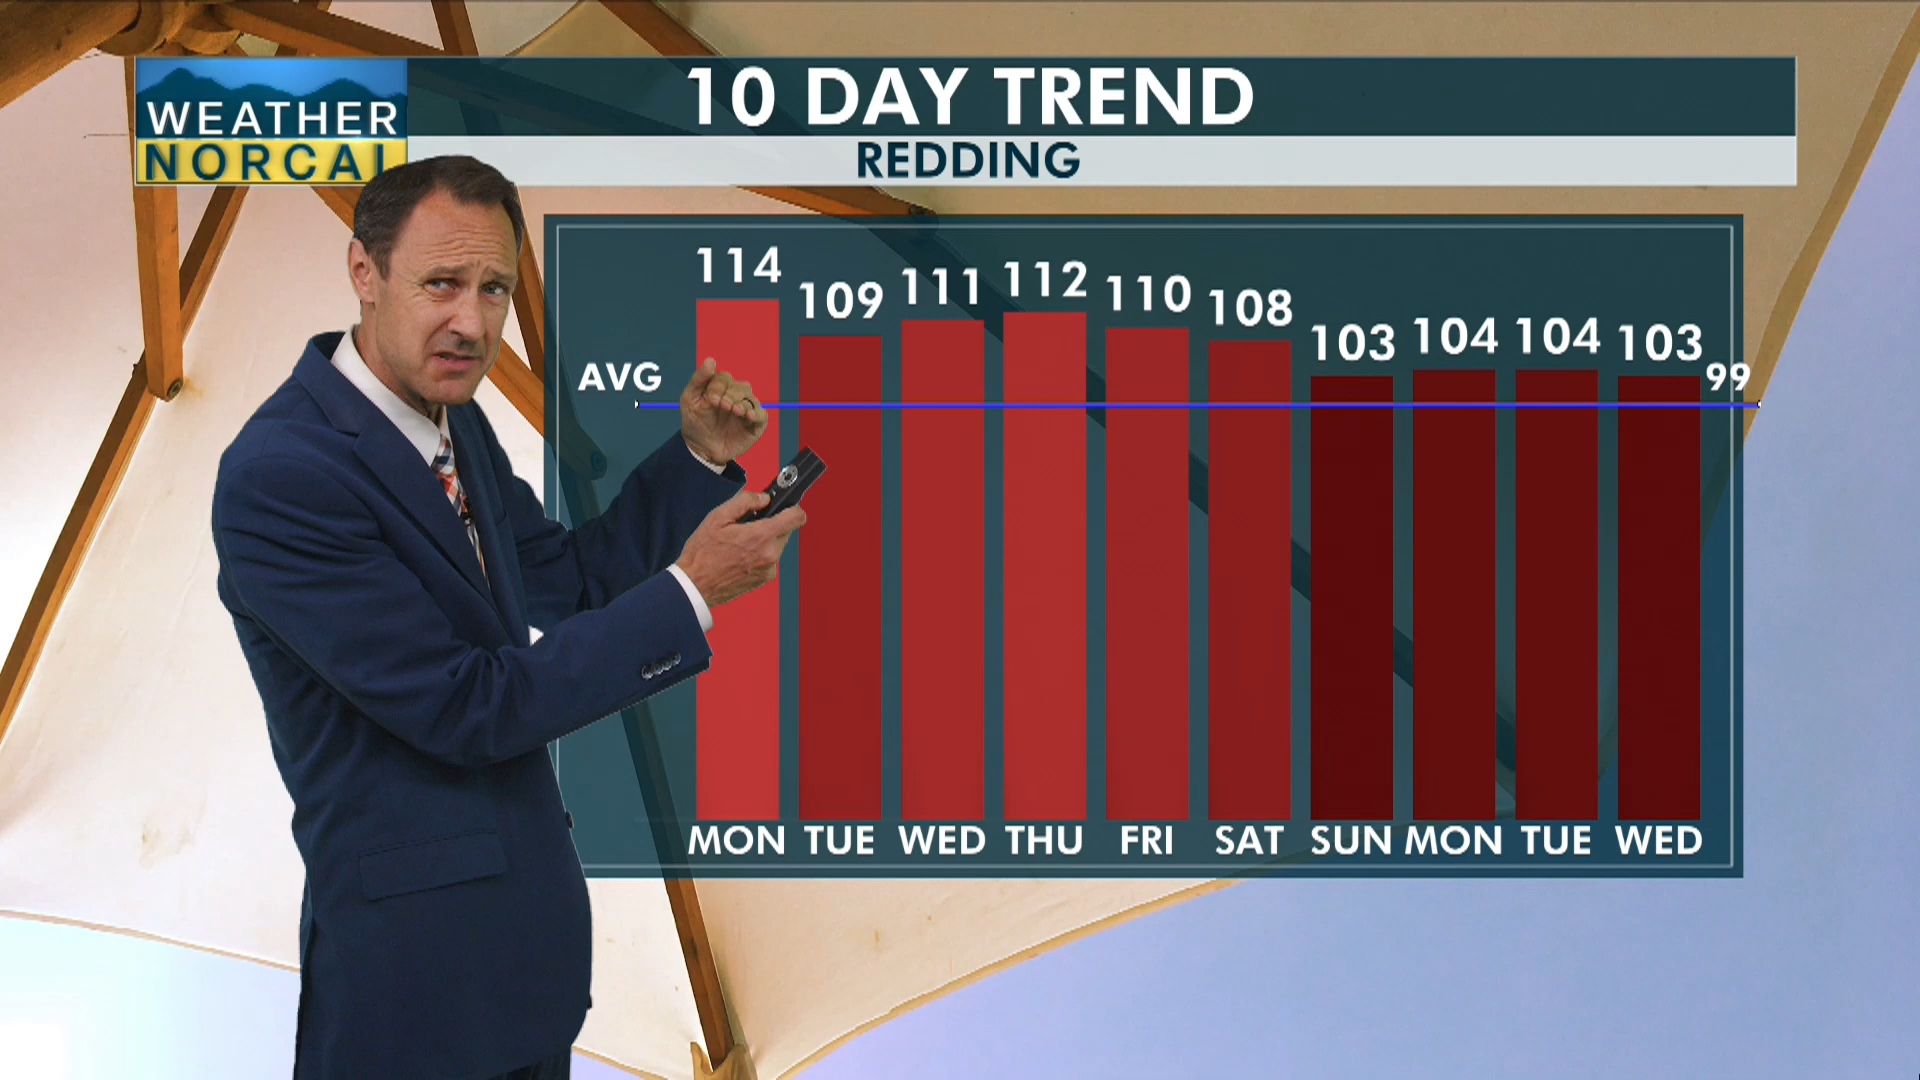 WEATHER
NORCAL
10 DAY TREND
REDDING
114 109 111 112 110 108 103 104 104 103
AVG 99
MON TUE WED THU FRI SAT SUN MON TUE WED